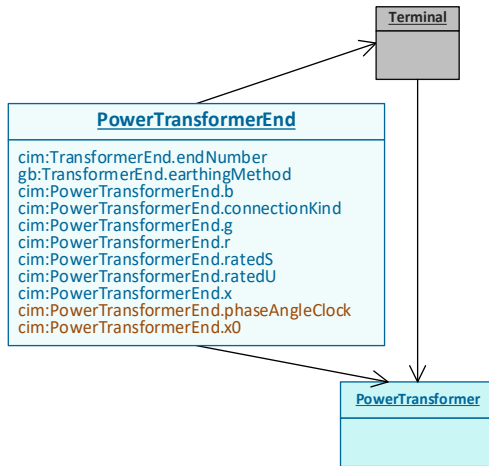 Terminal
PowerTransformerEnd
cim:TransformerEnd.endNumber
gb:TransformerEnd.earthingMethod
cim:PowerTransformerEnd.b
cim:PowerTransformerEnd.connectionKind
cim:PowerTransformerEnd.g
cim:PowerTransformerEnd.r
cim:PowerTransformerEnd.ratedS
cim:PowerTransformerEnd.ratedU
cim:PowerTransformerEnd.x
cim:PowerTransformerEnd.phaseAngleClock
cim:PowerTransformerEnd.x0
PowerTransformer